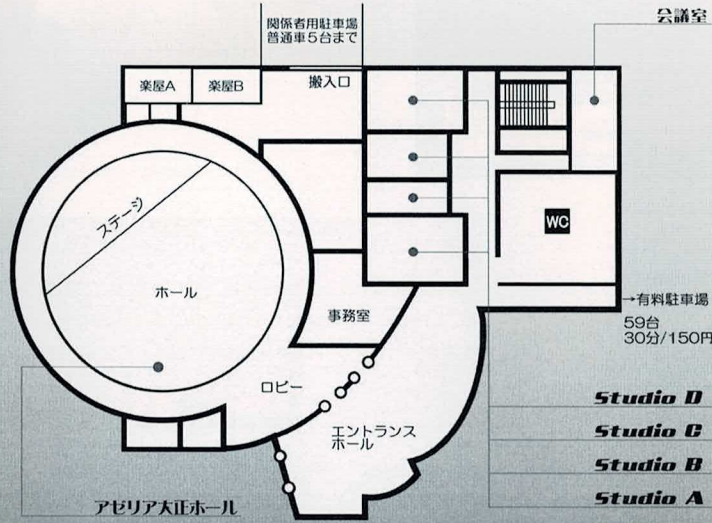 関係者用駐車場
普通車5台まで
会議室
楽屋A
楽屋B
搬入口
ステージ
ホール
WC
事務室
→有料駐車場
59台
30分/150円
ロビー
エントランス
ホール
Studio D
Studio C
Studio B
Studio A
アゼリア大正ホール